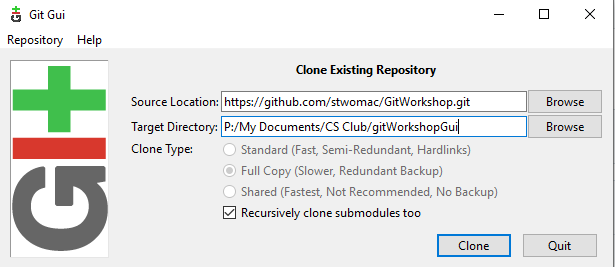 Git Gui
Repository Help
Clone Existing Repository
Source Location: https://github.com/stwomac/GitWorkshop.git Browse
Target Directory: P:/My Documents/CS Club/gitWorkshopGui Browse
Clone Type: Standard (Fast, Semi-Redundant, Hardlinks)
Full Copy (Slower, Redundant Backup)
Shared (Fastest, Not Recommended, No Backup)
Recursively clone submodules too
Clone Quit
Git